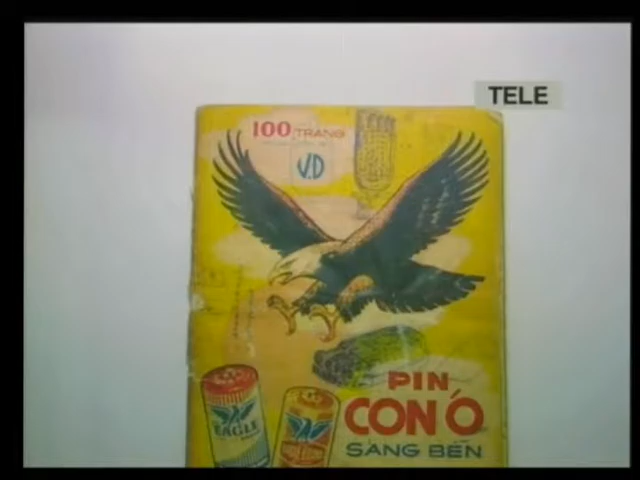 TELE
100 TRANG
V.D
PIN
CON Ó
SÁNG BỀN
EAGLE